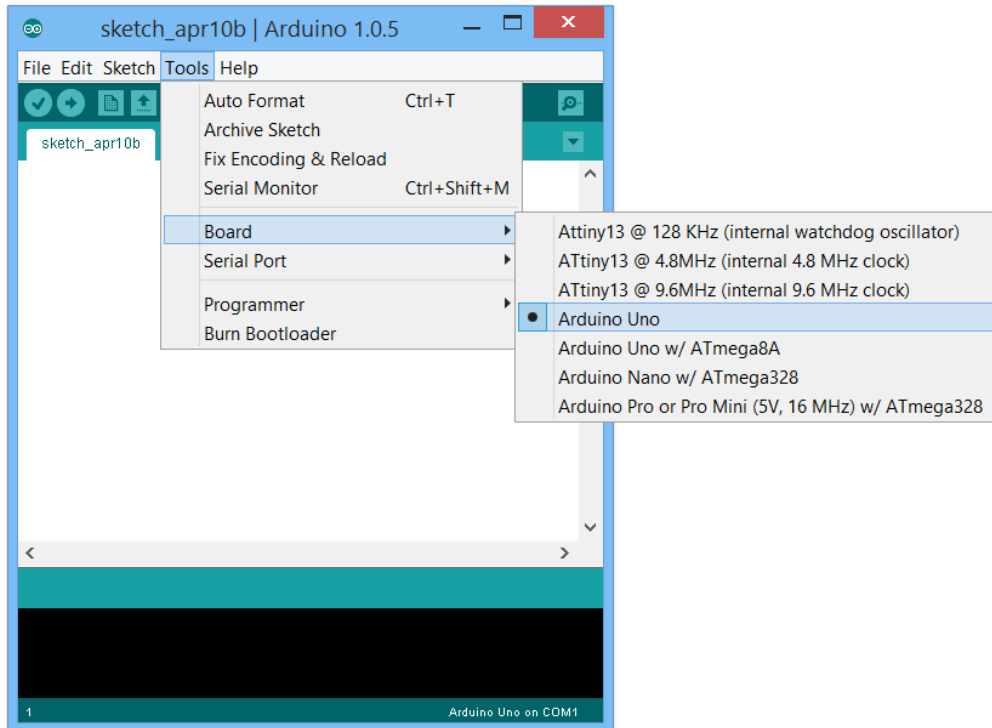 sketch_apr10b | Arduino 1.0.5
File Edit Sketch Tools Help
sketch_apr10b
Auto Format Ctrl+T
Archive Sketch
Fix Encoding & Reload
Serial Monitor Ctrl+Shift+M
Board
Serial Port
Programmer
Burn Bootloader
Attiny13 @ 128 KHz (internal watchdog oscillator)
ATtiny13 @ 4.8MHz (internal 4.8 MHz clock)
ATtiny13 @ 9.6MHz (internal 9.6 MHz clock)
Arduino Uno
Arduino Uno w/ ATmega8A
Arduino Nano w/ ATmega328
Arduino Pro or Pro Mini (5V, 16 MHz) w/ ATmega328
1 Arduino Uno on COM1